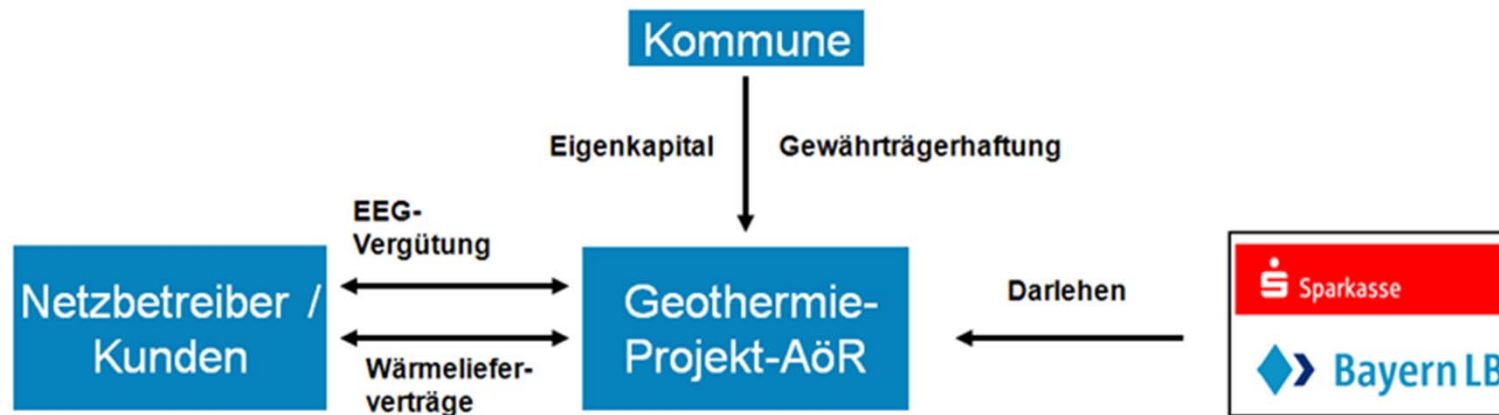 Kommune
Eigenkapital
Gewährträgerhaftung
EEG-
Vergütung
Netzbetreiber /
Kunden
Geothermie-
Projekt-AöR
Darlehen
Sparkasse
Bayern LB
Wärmeliefer-
verträge